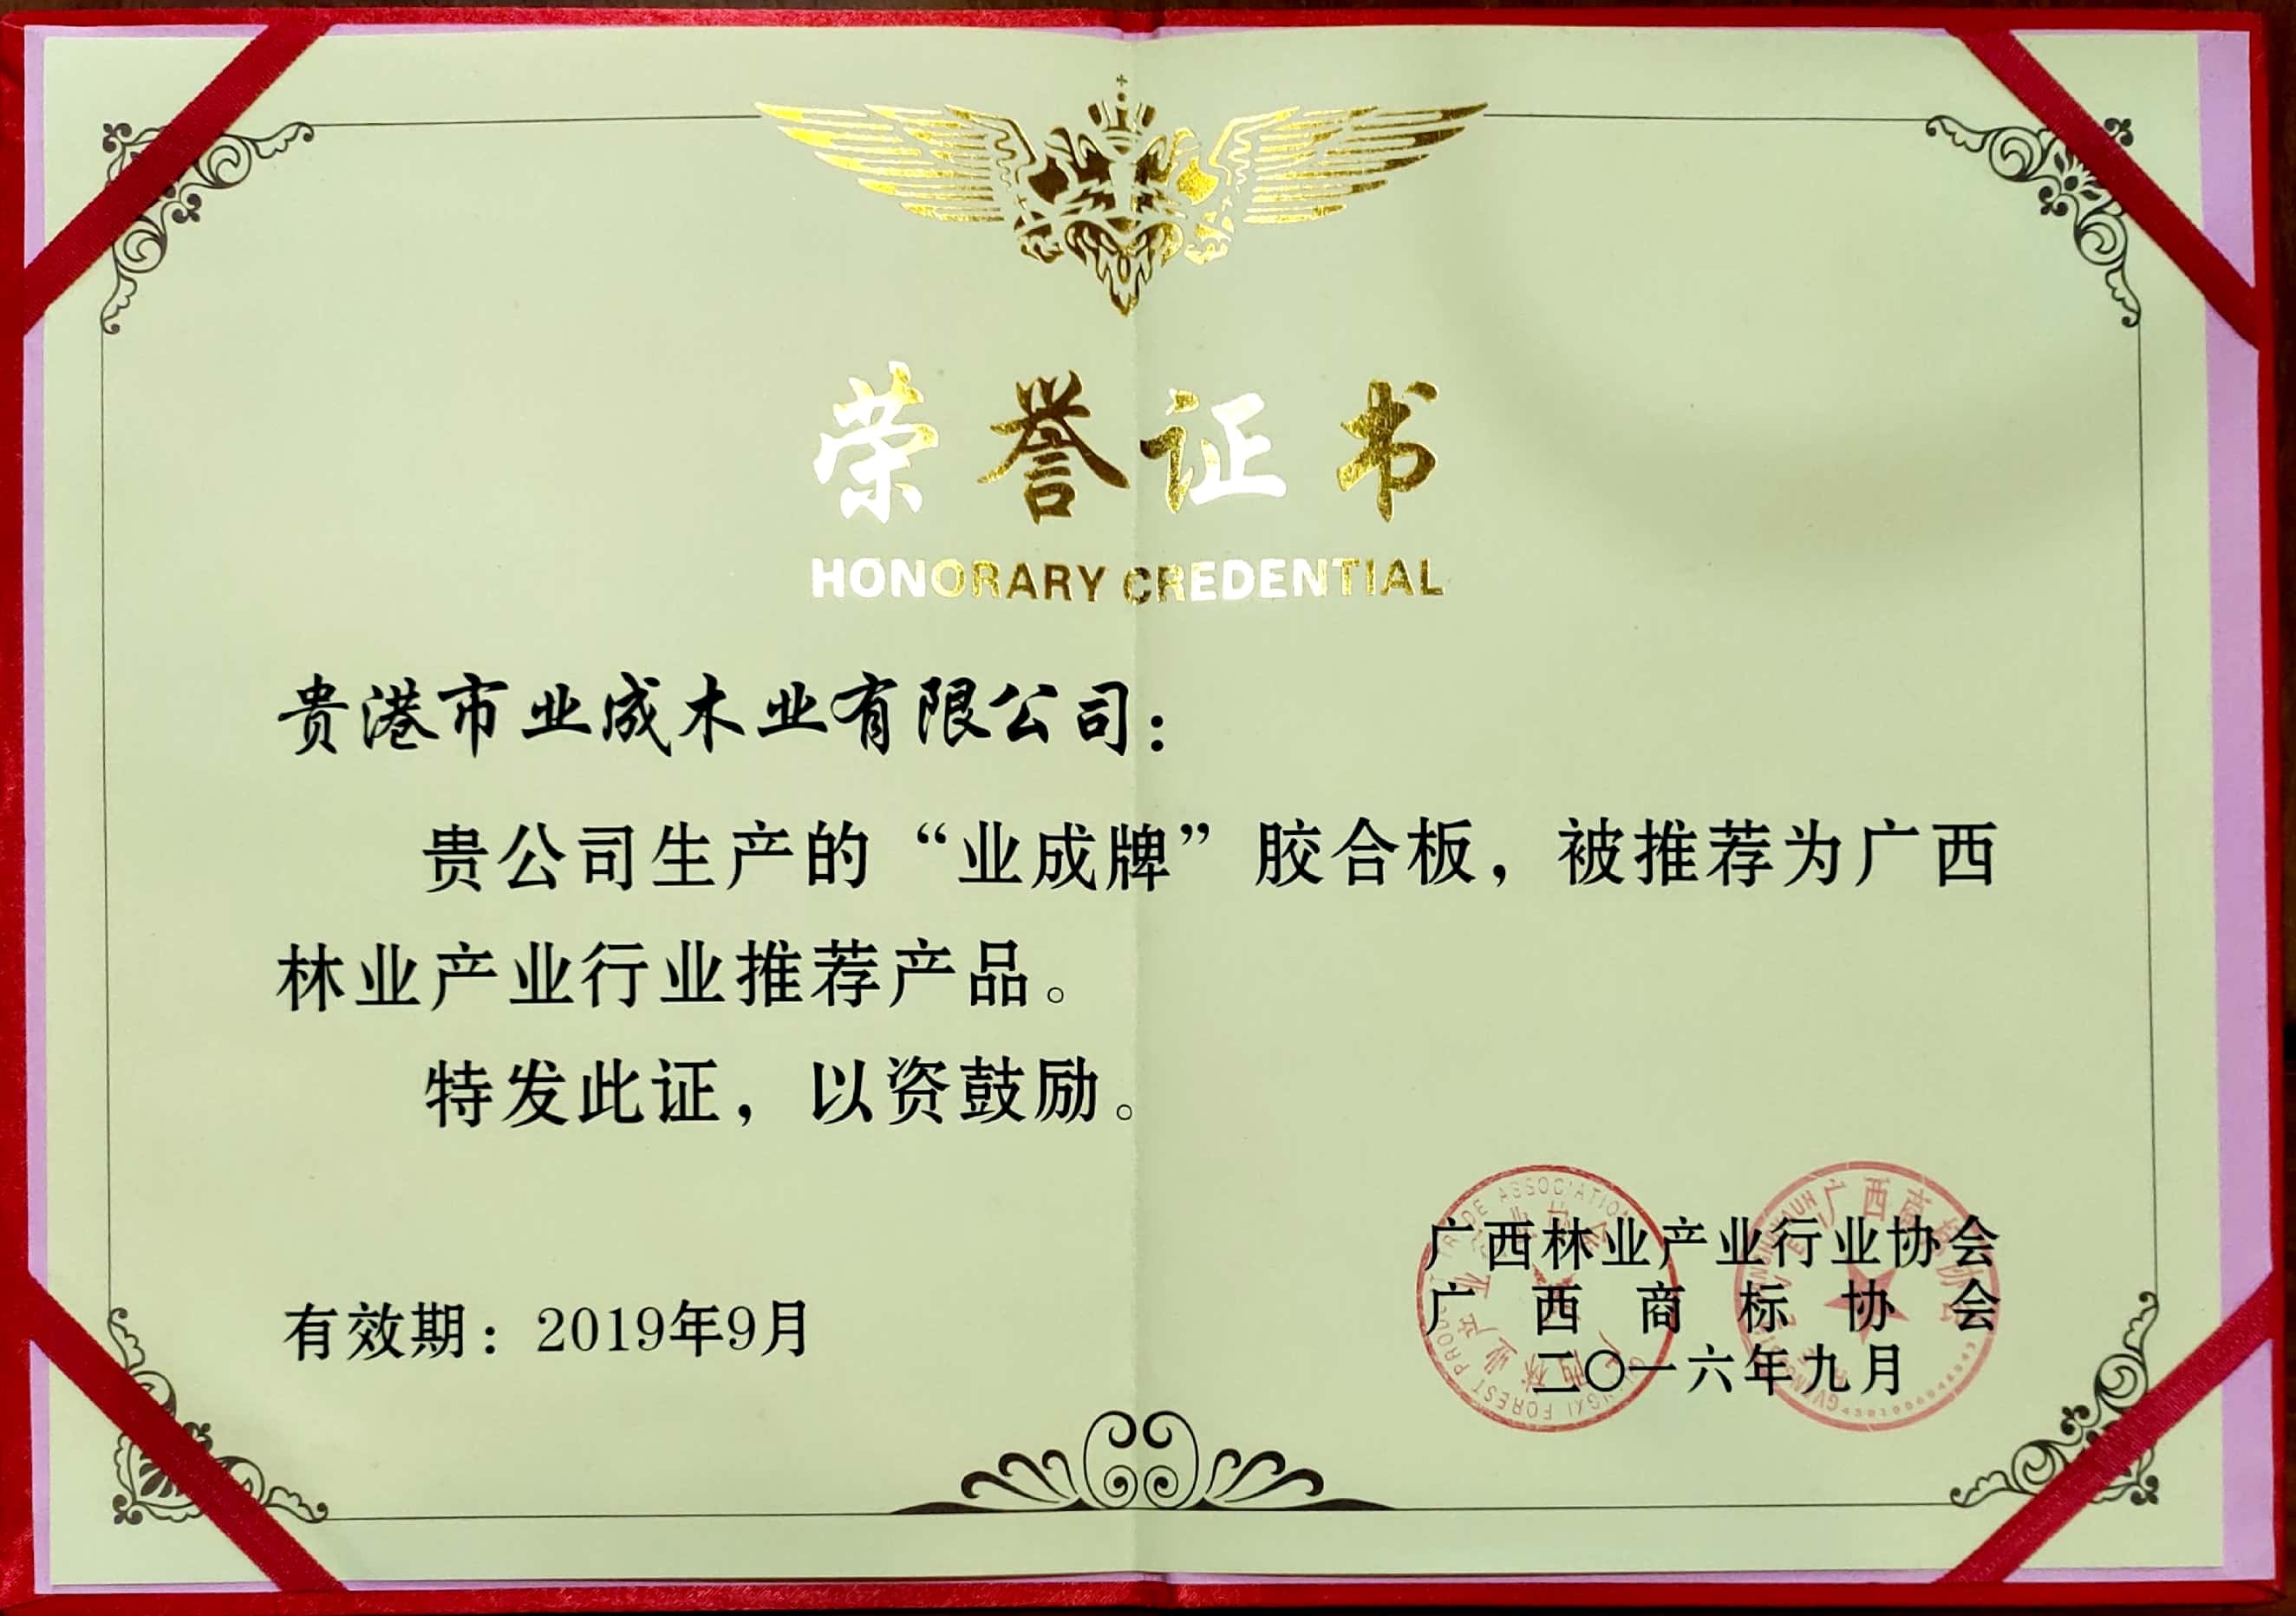 荣誉证书
HONORARY CREDENTIAL
贵港市业成木业有限公司：
贵公司生产的“业成牌”胶合板，被推荐为广西
林业产业行业推荐产品。
特发此证，以资鼓励。
广西林业产业行业协会
广西商标协会
有效期：2019年9月
二〇一六年九月